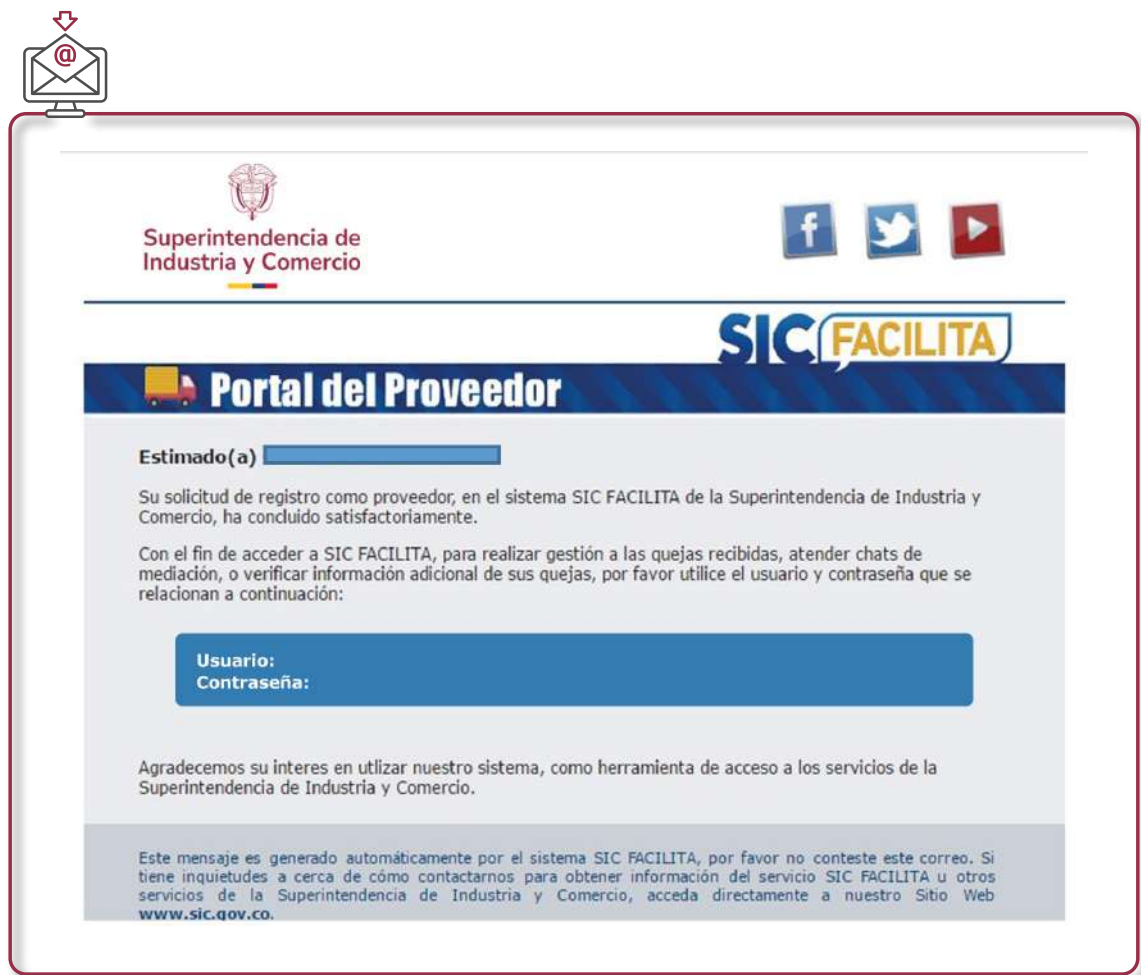 @
Superintendencia de
Industria y Comercio
f
SIC FACILITA
Portal del Proveedor
Estimado(a)
Su solicitud de registro como proveedor, en el sistema SIC FACILITA de la Superintendencia de Industria y
Comercio, ha concluido satisfactoriamente.
Con el fin de acceder a SIC FACILITA, para realizar gestión a las quejas recibidas, atender chats de
mediación, o verificar información adicional de sus quejas, por favor utilice el usuario y contraseña que se
relacionan a continuación:
Usuario:
Contraseña:
Agradecemos su interes en utlizar nuestro sistema, como herramienta de acceso a los servicios de la
Superintendencia de Industria y Comercio.
Este mensaje es generado automáticamente por el sistema SIC FACILITA, por favor no conteste este correo. Si
tiene inquietudes a cerca de cómo contactarnos para obtener información del servicio SIC FACILITA u otros
servicios de la Superintendencia de Industria y Comercio, acceda directamente a nuestro Sitio Web
www.sic.gov.co.